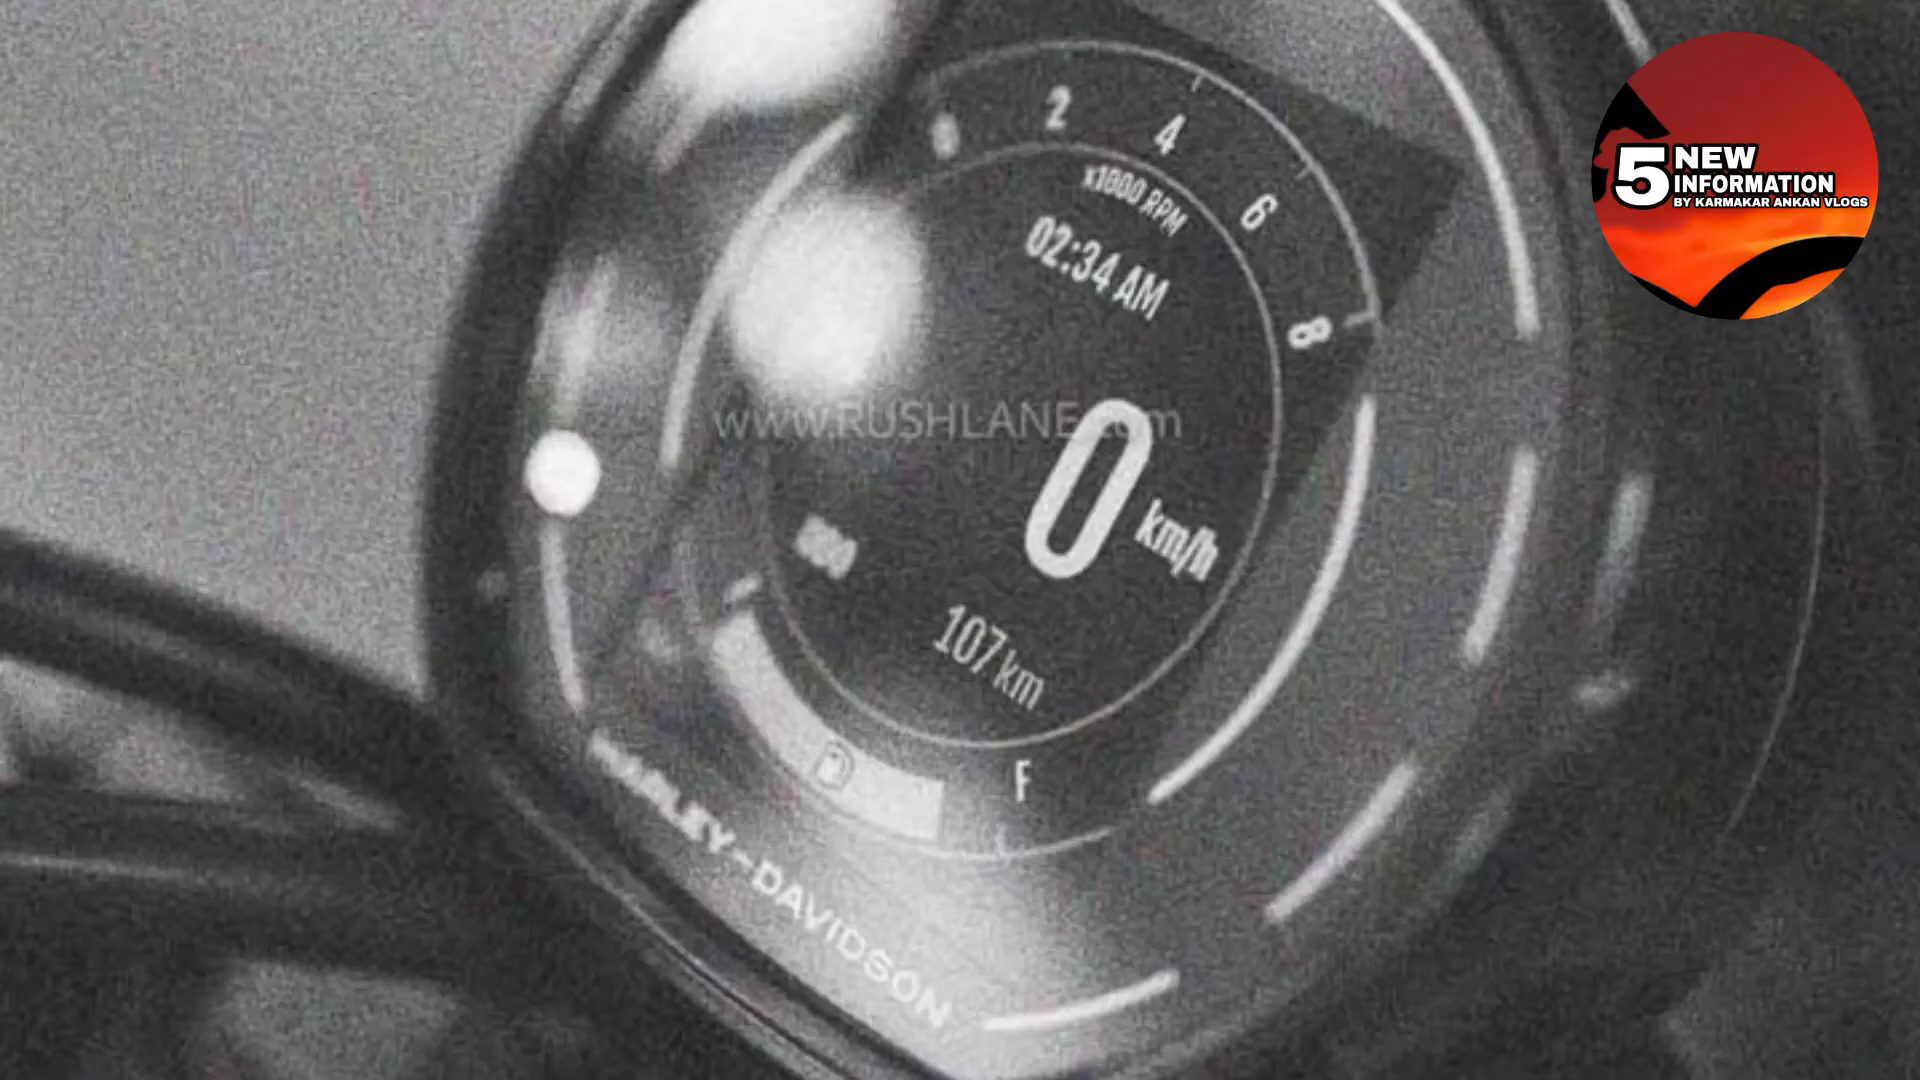 5 NEW
INFORMATION
BY KARMAKAR ANKAN VLOGS
0 2 4 6 8
x1000 RPM
02:34 AM
www.RUSHLANE.com
0 km/h
107 km
F
HARLEY-DAVIDSON